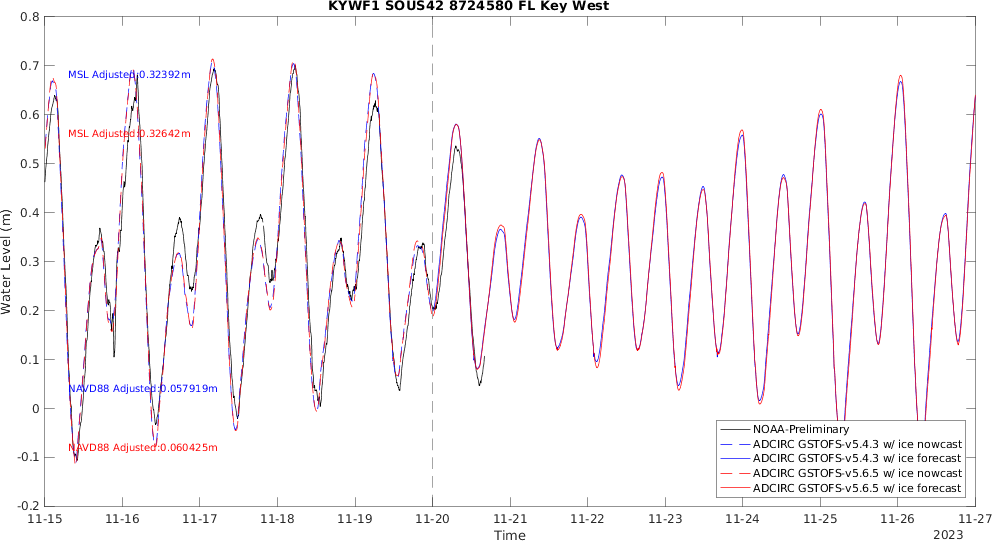 KYWF1 SOUS42 8724580 FL Key West
0.8
0.7
0.6
0.5
0.4
0.3
0.2
0.1
0
-0.1
-0.2
Water Level (m)
MSL Adjusted:0.32392m
MSL Adjusted:0.32642m
NAVD88 Adjusted:0.057919m
NAVD88 Adjusted:0.060425m
NOAA-Preliminary
ADCIRC GSTOFS-v5.4.3 w/ ice nowcast
ADCIRC GSTOFS-v5.4.3 w/ ice forecast
ADCIRC GSTOFS-v5.6.5 w/ ice nowcast
ADCIRC GSTOFS-v5.6.5 w/ ice forecast
11-15 11-16 11-17 11-18 11-19 11-20 11-21 11-22 11-23 11-24 11-25 11-26 11-27
Time
2023